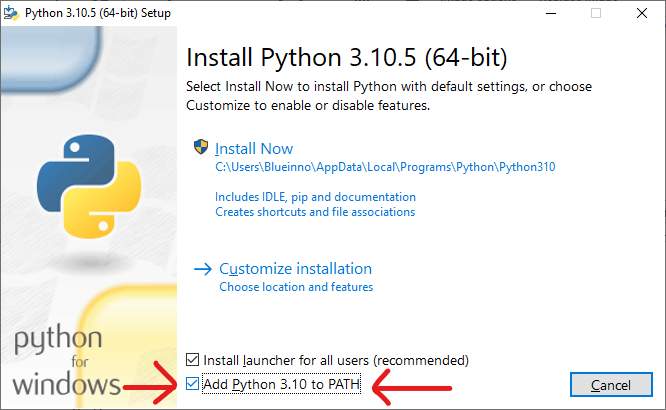 Python 3.10.5 (64-bit) Setup
Install Python 3.10.5 (64-bit)
Select Install Now to install Python with default settings, or choose
Customize to enable or disable features.
Install Now
C:\Users\Blueinno\AppData\Local\Programs\Python\Python310
Includes IDLE, pip and documentation
Creates shortcuts and file associations
Customize installation
Choose location and features
python
for
windows
Install launcher for all users (recommended)
Add Python 3.10 to PATH
Cancel